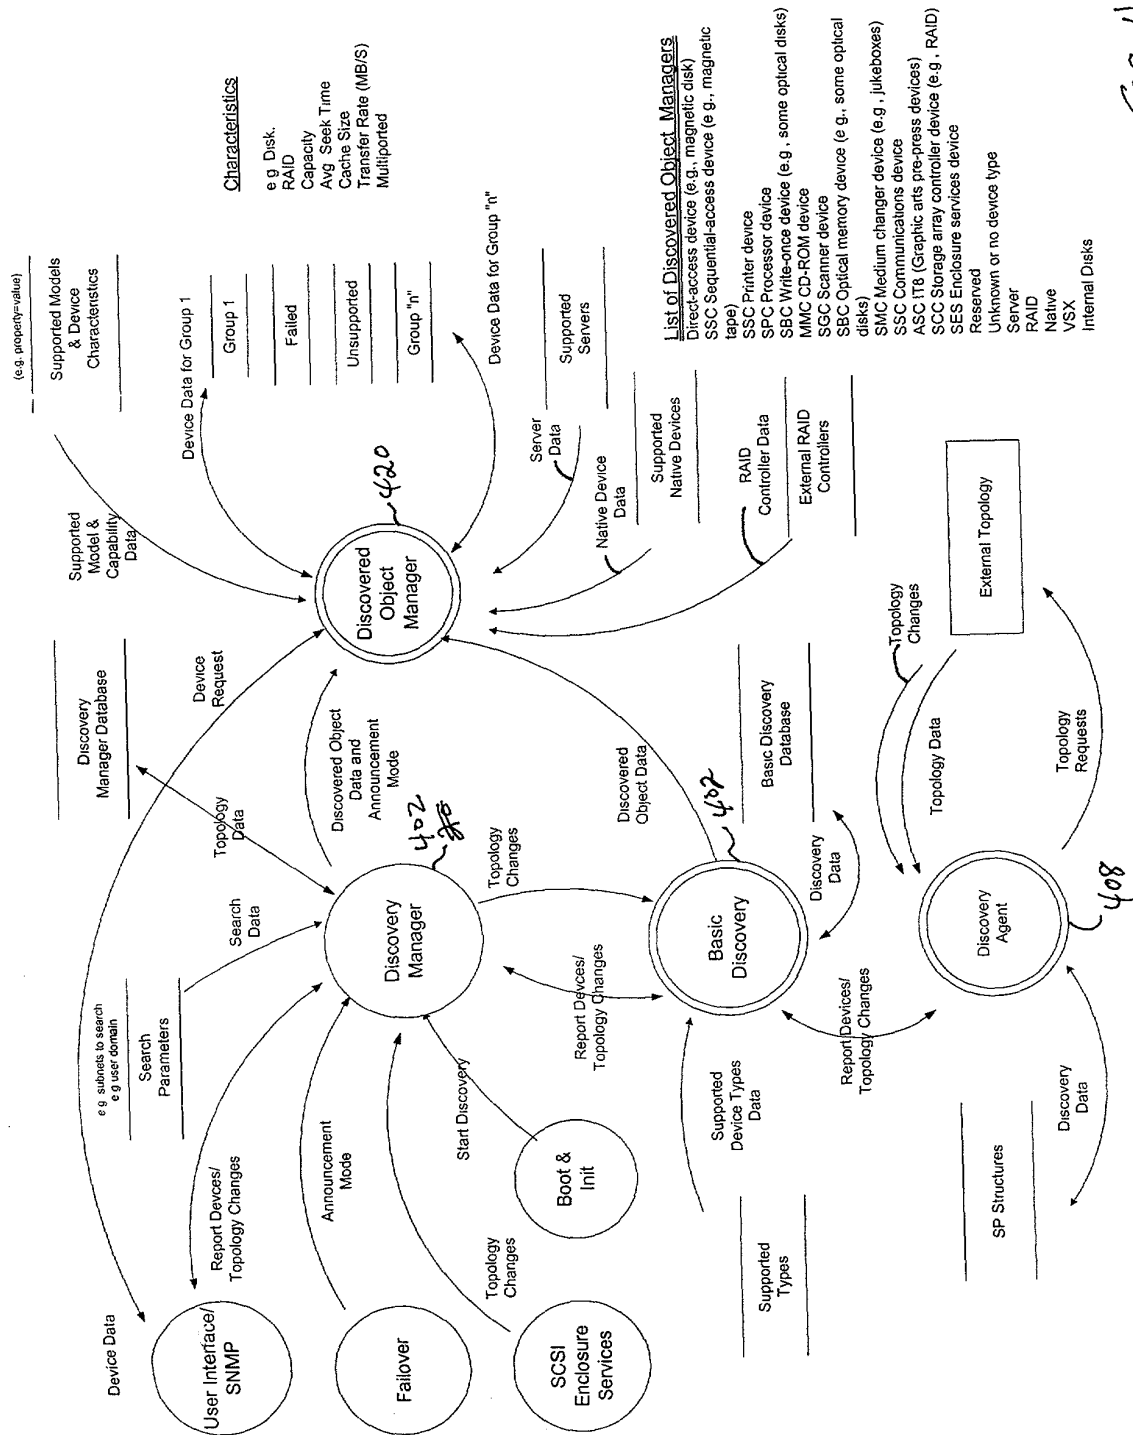 Device Data
User Interface/
SNMP
Failover
SCSI
Enclosure
Services
Report Devces/
Topology Changes
Announcement
Mode
Topology
Changes
Start Discovery
Boot &
Init
e g subnets to search
e g user domain
Search
Parameters
Search
Data
Topology
Data
Discovery
Manager Database
Device
Request
Discovery
Manager
402
Discovered Object
Data and
Announcement
Mode
Topology
Changes
Report Devces/
Topology Changes
Supported
Types
Supported
Device Types
Data
Basic
Discovery
402
Discovered
Object Data
Basic Discovery
Database
Discovery
Data
Report Devices/
Topology Changes
SP Structures
Discovery
Data
Discovery
Agent
408
Topology
Changes
Topology Data
Topology
Requests
External Topology
Discovered
Object
Manager
420
Supported
Model &
Capability
Data
(e.g. property=value)
Supported Models
& Device
Characteristics
Device Data for Group 1
Group 1
Failed
Unsupported
Group "n"
Device Data for Group "n"
Server
Data
Supported
Servers
Native Device
Data
Supported
Native Devices
RAID
Controller Data
External RAID
Controllers
Characteristics
e g Disk.
RAID
Capacity
Avg Seek Time
Cache Size
Transfer Rate (MB/S)
Multiported
List of Discovered Object Managers
Direct-access device (e.g., magnetic disk)
SSC Sequential-access device (e g., magnetic
tape)
SSC Printer device
SPC Processor device
SBC Write-once device (e.g , some optical disks)
MMC CD-ROM device
SGC Scanner device
SBC Optical memory device (e g., some optical
disks)
SMC Medium changer device (e.g , jukeboxes)
SSC Communications device
ASC IT8 (Graphic arts pre-press devices)
SCC Storage array controller device (e g , RAID)
SES Enclosure services device
Reserved
Unknown or no device type
Server
RAID
Native
VSX
Internal Disks